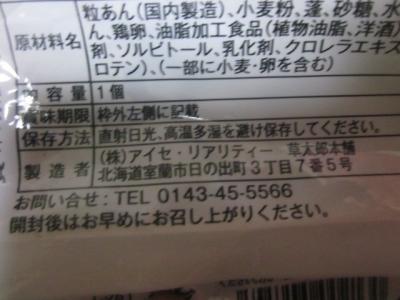 粒あん(国内製造)、小麦粉、蓬、砂糖、水
原材料名 ん、鶏卵、油脂加工食品(植物油脂、洋酒)
剤、ソルビトール、乳化剤、クロレラエキス
ロテン)、(一部に小麦・卵を含む)
内容量 1個
賞味期限 枠外左側に記載
保存方法 直射日光、高温多湿を避け保存してください。
製造者 (株)アイセ・リアリティー 草太郎本舗
北海道室蘭市日の出町3丁目7番5号
お問い合せ:TEL 0143-45-5566
開封後はお早めにお召し上がりください。